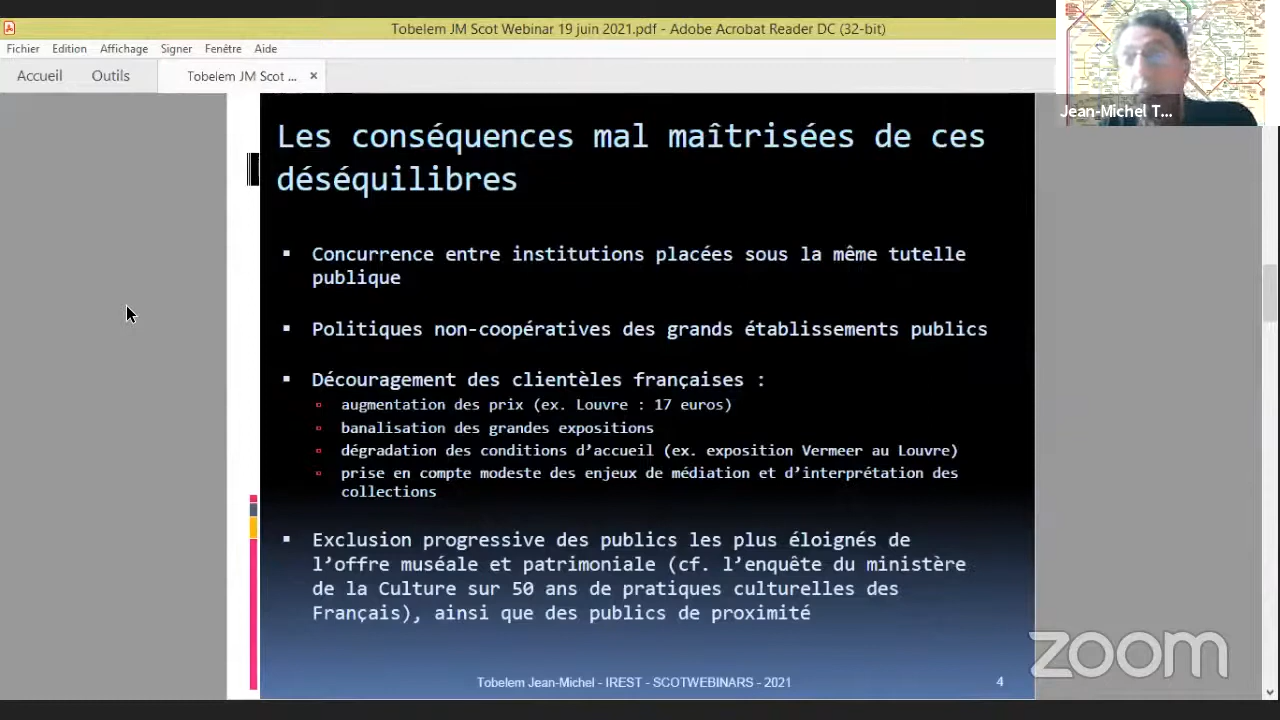 Tobelem JM Scot Webinar 19 juin 2021.pdf - Adobe Acrobat Reader DC (32-bit)
Fichier Edition Affichage Signer Fenêtre Aide
Accueil Outils Tobelem JM Scot ... ×
Jean-Michel T...
Les conséquences mal maîtrisées de ces
déséquilibres
▪ Concurrence entre institutions placées sous la même tutelle
publique
▪ Politiques non-coopératives des grands établissements publics
▪ Découragement des clientèles françaises :
▫ augmentation des prix (ex. Louvre : 17 euros)
▫ banalisation des grandes expositions
▫ dégradation des conditions d’accueil (ex. exposition Vermeer au Louvre)
▫ prise en compte modeste des enjeux de médiation et d’interprétation des
collections
▪ Exclusion progressive des publics les plus éloignés de
l’offre muséale et patrimoniale (cf. l’enquête du ministère
de la Culture sur 50 ans de pratiques culturelles des
Français), ainsi que des publics de proximité
zoom
Tobelem Jean-Michel - IREST - SCOTWEBINARS - 2021 4